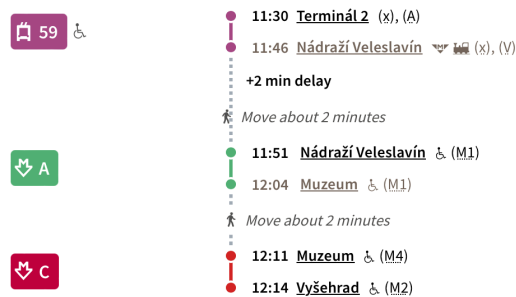 59
11:30 Terminál 2 (x), (A)
11:46 Nádraží Veleslavín (x), (V)
+2 min delay
Move about 2 minutes
A
11:51 Nádraží Veleslavín (M1)
12:04 Muzeum (M1)
Move about 2 minutes
C
12:11 Muzeum (M4)
12:14 Vyšehrad (M2)